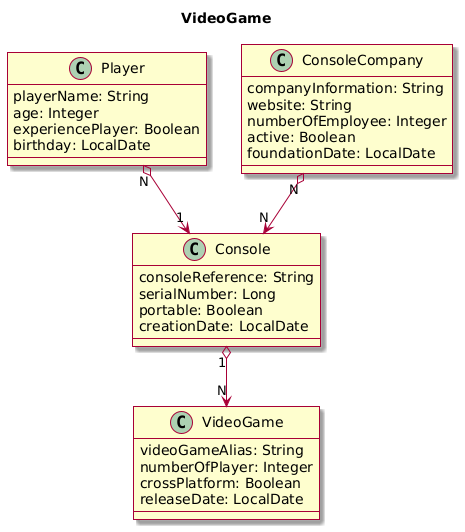 VideoGame
C Player
playerName: String
age: Integer
experiencePlayer: Boolean
birthday: LocalDate
C ConsoleCompany
companyInformation: String
website: String
numberOfEmployee: Integer
active: Boolean
foundationDate: LocalDate
N
1
N
N
C Console
consoleReference: String
serialNumber: Long
portable: Boolean
creationDate: LocalDate
1
N
C VideoGame
videoGameAlias: String
numberOfPlayer: Integer
crossPlatform: Boolean
releaseDate: LocalDate